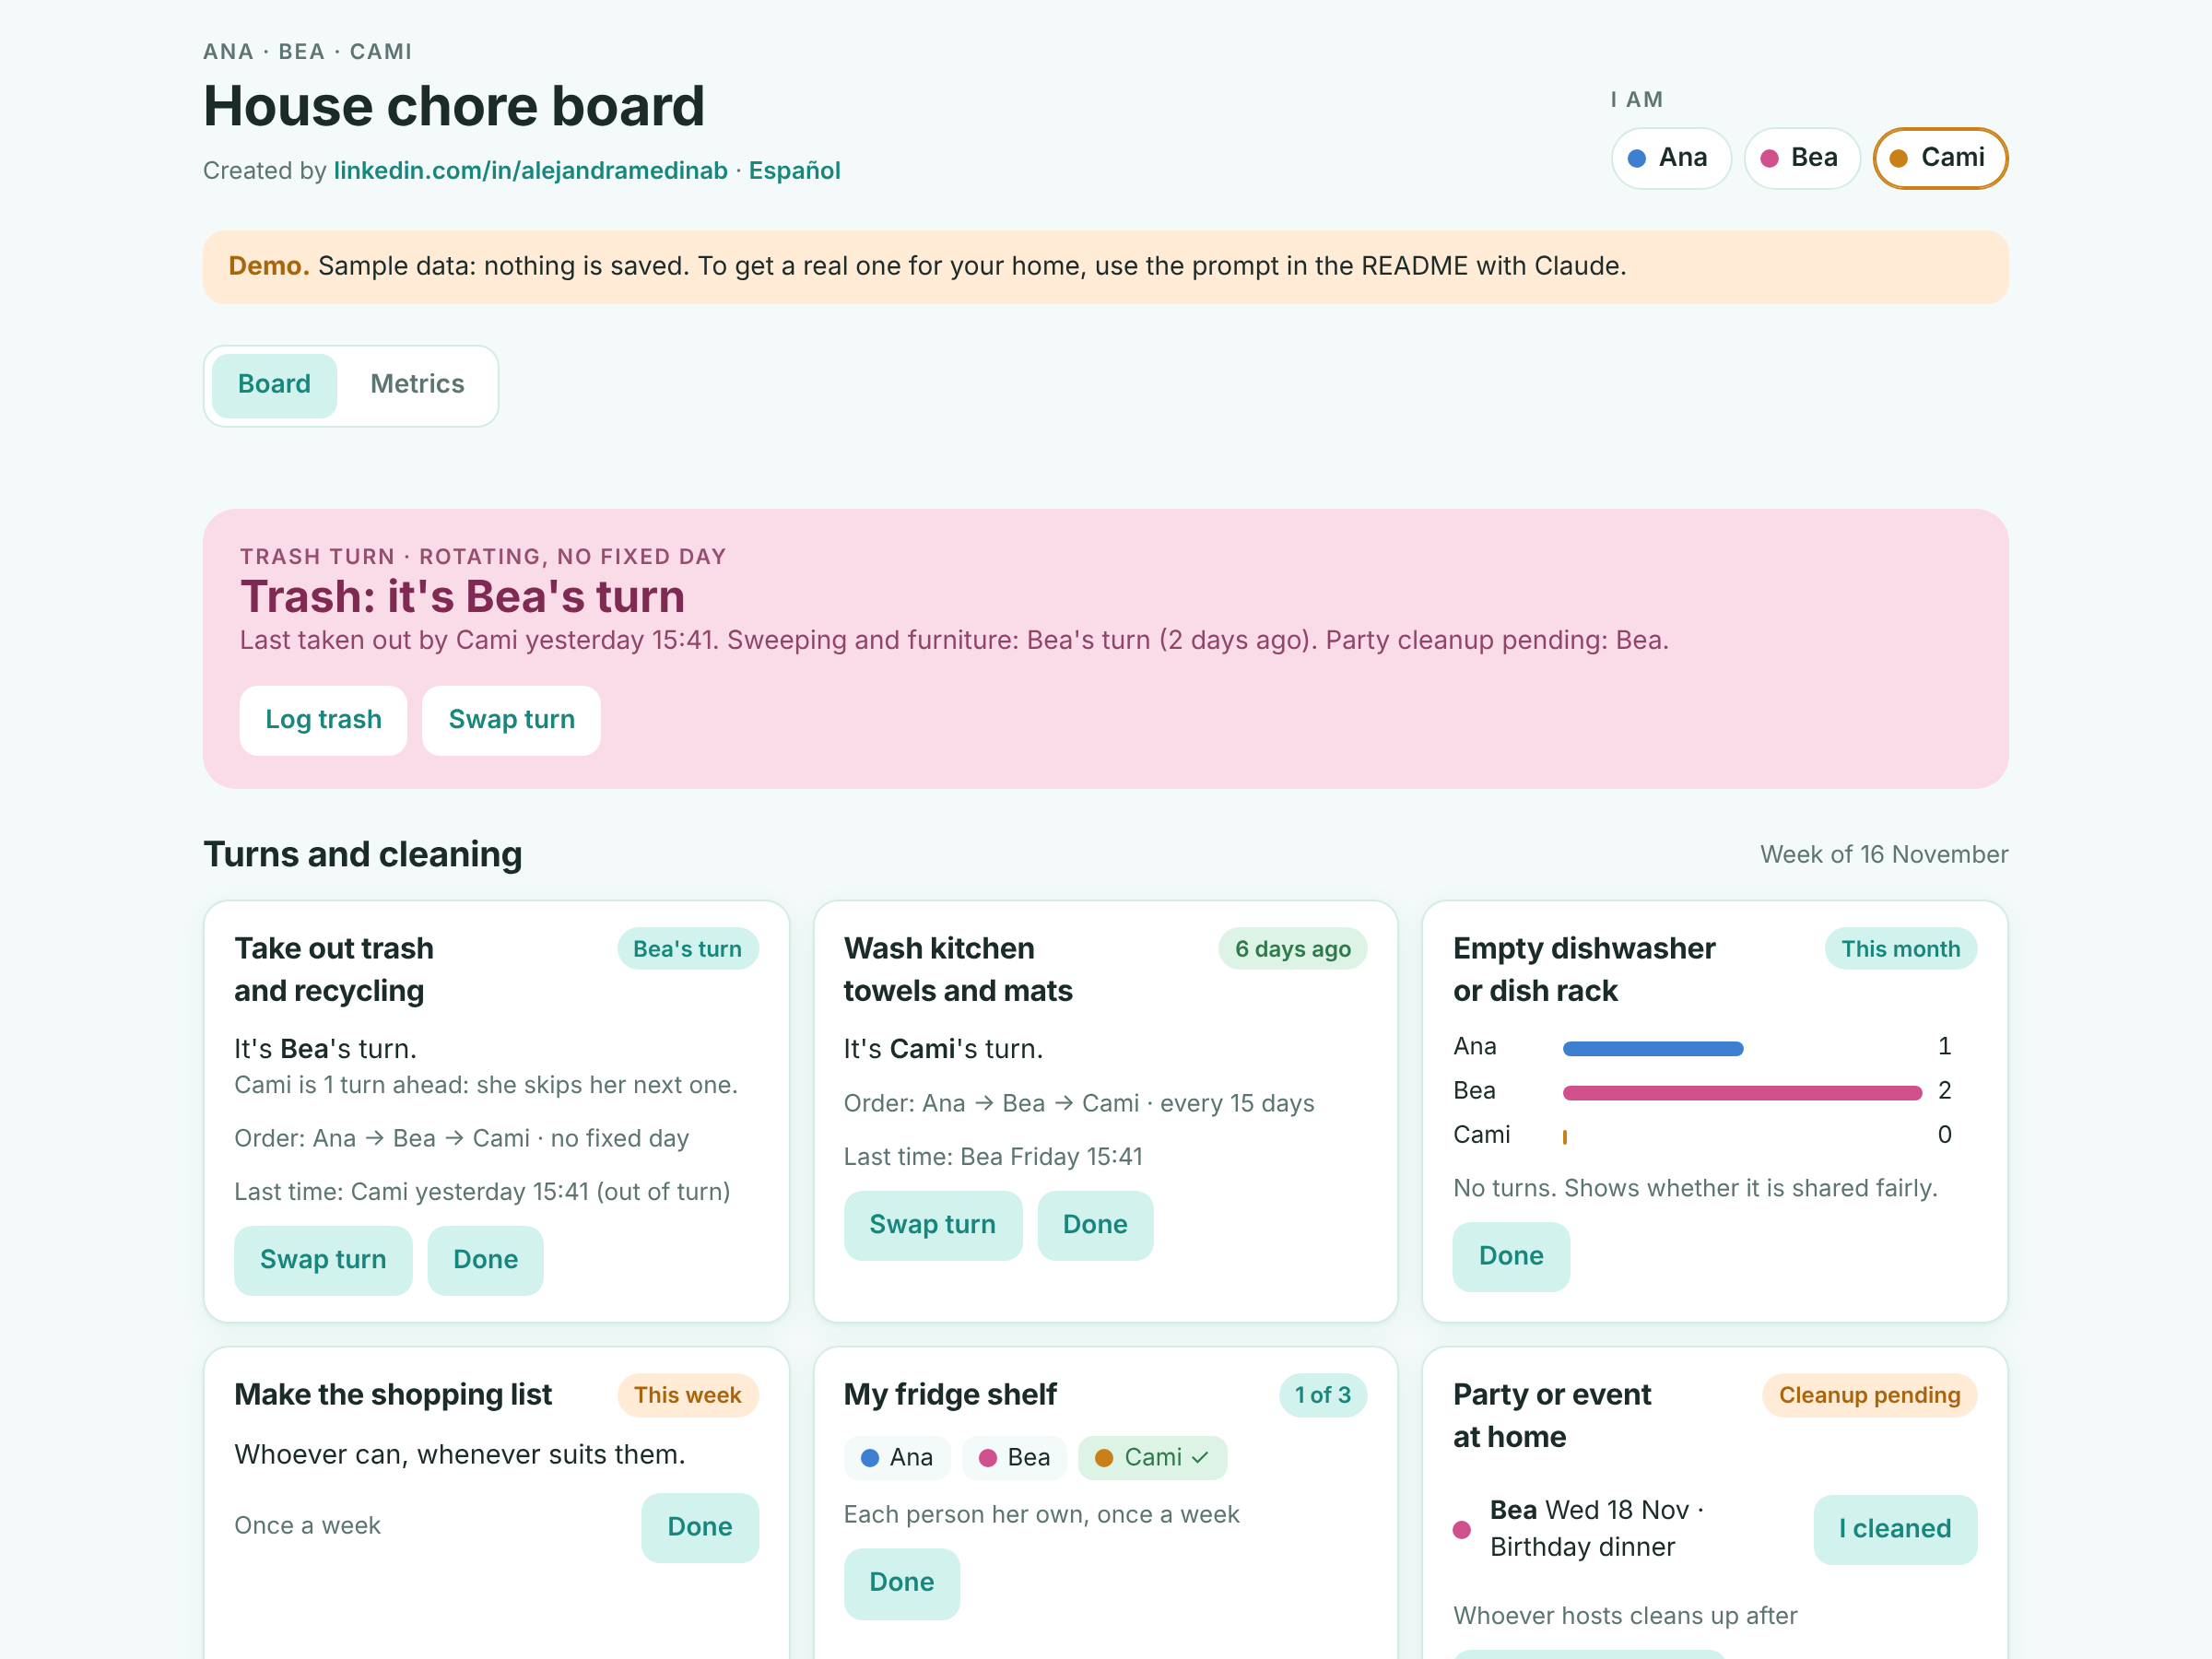 ANA · BEA · CAMI
House chore board
Created by linkedin.com/in/alejandramedinab · Español
I AM
Ana
Bea
Cami
Demo. Sample data: nothing is saved. To get a real one for your home, use the prompt in the README with Claude.
Board
Metrics
TRASH TURN · ROTATING, NO FIXED DAY
Trash: it's Bea's turn
Last taken out by Cami yesterday 15:41. Sweeping and furniture: Bea's turn (2 days ago). Party cleanup pending: Bea.
Log trash
Swap turn
Turns and cleaning
Week of 16 November
Take out trash
and recycling
Bea's turn
It's Bea's turn.
Cami is 1 turn ahead: she skips her next one.
Order: Ana → Bea → Cami · no fixed day
Last time: Cami yesterday 15:41 (out of turn)
Swap turn
Done
Wash kitchen
towels and mats
6 days ago
It's Cami's turn.
Order: Ana → Bea → Cami · every 15 days
Last time: Bea Friday 15:41
Swap turn
Done
Empty dishwasher
or dish rack
This month
Ana 1
Bea 2
Cami 0
No turns. Shows whether it is shared fairly.
Done
Make the shopping list
This week
Whoever can, whenever suits them.
Once a week
Done
My fridge shelf
1 of 3
Ana
Bea
Cami ✓
Each person her own, once a week
Done
Party or event
at home
Cleanup pending
Bea Wed 18 Nov ·
Birthday dinner
I cleaned
Whoever hosts cleans up after